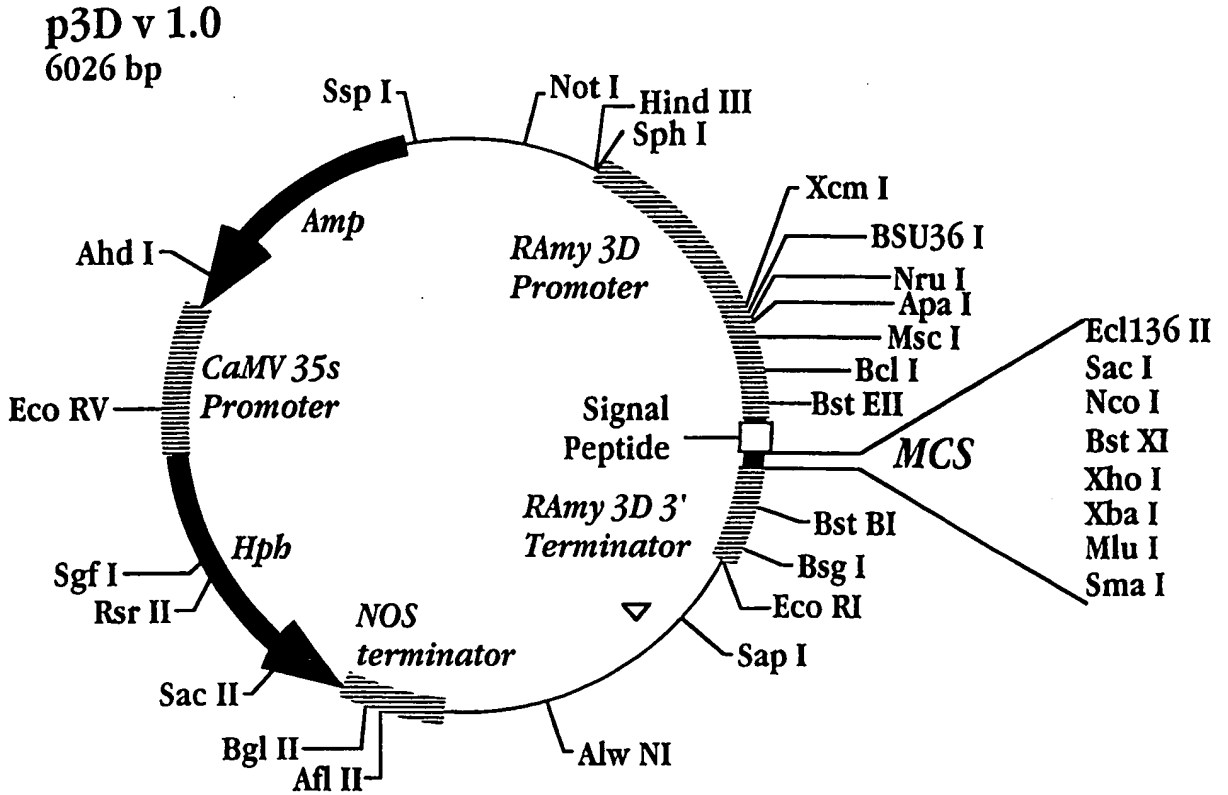 p3D v 1.0
6026 bp
Ssp I
Not I
Hind III
Sph I
Xcm I
BSU36 I
Nru I
Apa I
Msc I
Bcl I
Bst EII
Amp
Ahd I
RAmy 3D
Promoter
CaMV 35s
Promoter
Eco RV
Signal
Peptide
MCS
Ecl136 II
Sac I
Nco I
Bst XI
Xho I
Xba I
Mlu I
Sma I
RAmy 3D 3'
Terminator
Bst BI
Bsg I
Eco RI
Sap I
Hph
Sgf I
Rsr II
NOS
terminator
Sac II
Bgl II
Afl II
Alw NI